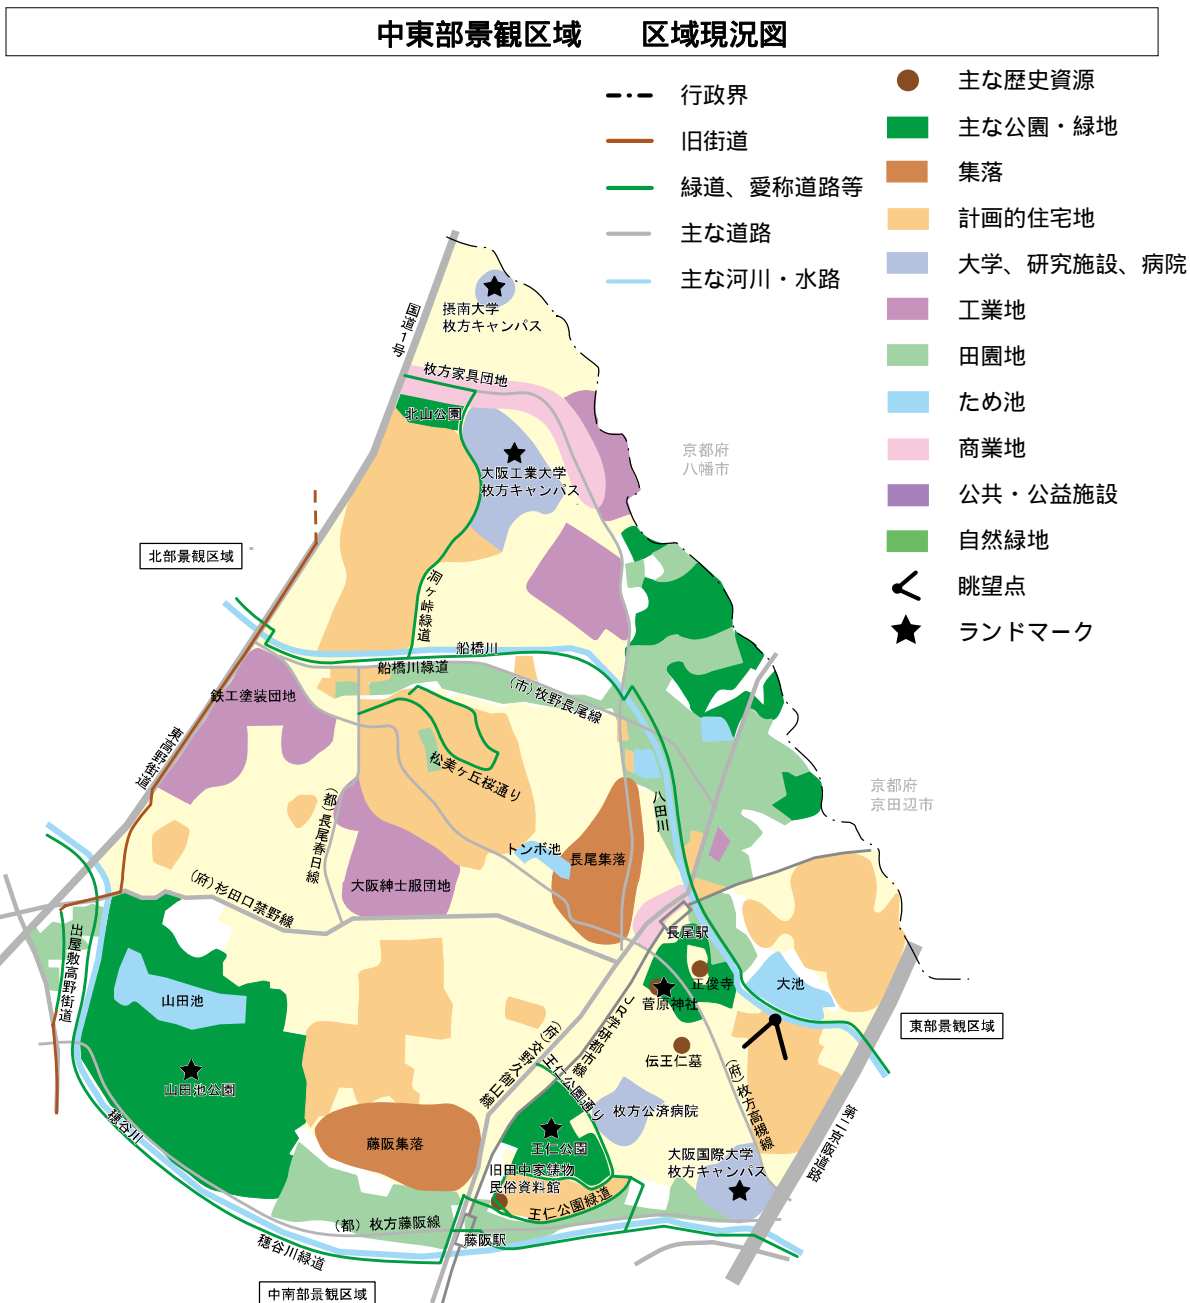 中東部景観区域　　区域現況図
行政界
旧街道
緑道、愛称道路等
主な道路
主な河川・水路
主な歴史資源
主な公園・緑地
集落
計画的住宅地
大学、研究施設、病院
工業地
田園地
ため池
商業地
公共・公益施設
自然緑地
眺望点
ランドマーク
国道1号
摂南大学
枚方キャンパス
枚方家具団地
北山公園
大阪工業大学
枚方キャンパス
京都府
八幡市
北部景観区域
洞ヶ峠緑道
船橋川
船橋川緑道
(市)牧野長尾線
鉄工塗装団地
東高野街道
松美ヶ丘桜通り
京都府
京田辺市
(都)長尾春日線
八田川
トンボ池
長尾集落
大阪紳士服団地
(府)杉田口禁野線
出屋敷高野街道
長尾駅
正俊寺
大池
山田池
菅原神社
東部景観区域
JR学研都市線
(府)交野久御山線
伝王仁墓
王仁公園通り
(府)枚方高槻線
山田池公園
枚方公済病院
穂谷川
第二京阪道路
藤阪集落
王仁公園
大阪国際大学
枚方キャンパス
旧田中家鋳物
民俗資料館
王仁公園緑道
(都)枚方藤阪線
藤阪駅
穂谷川緑道
中南部景観区域